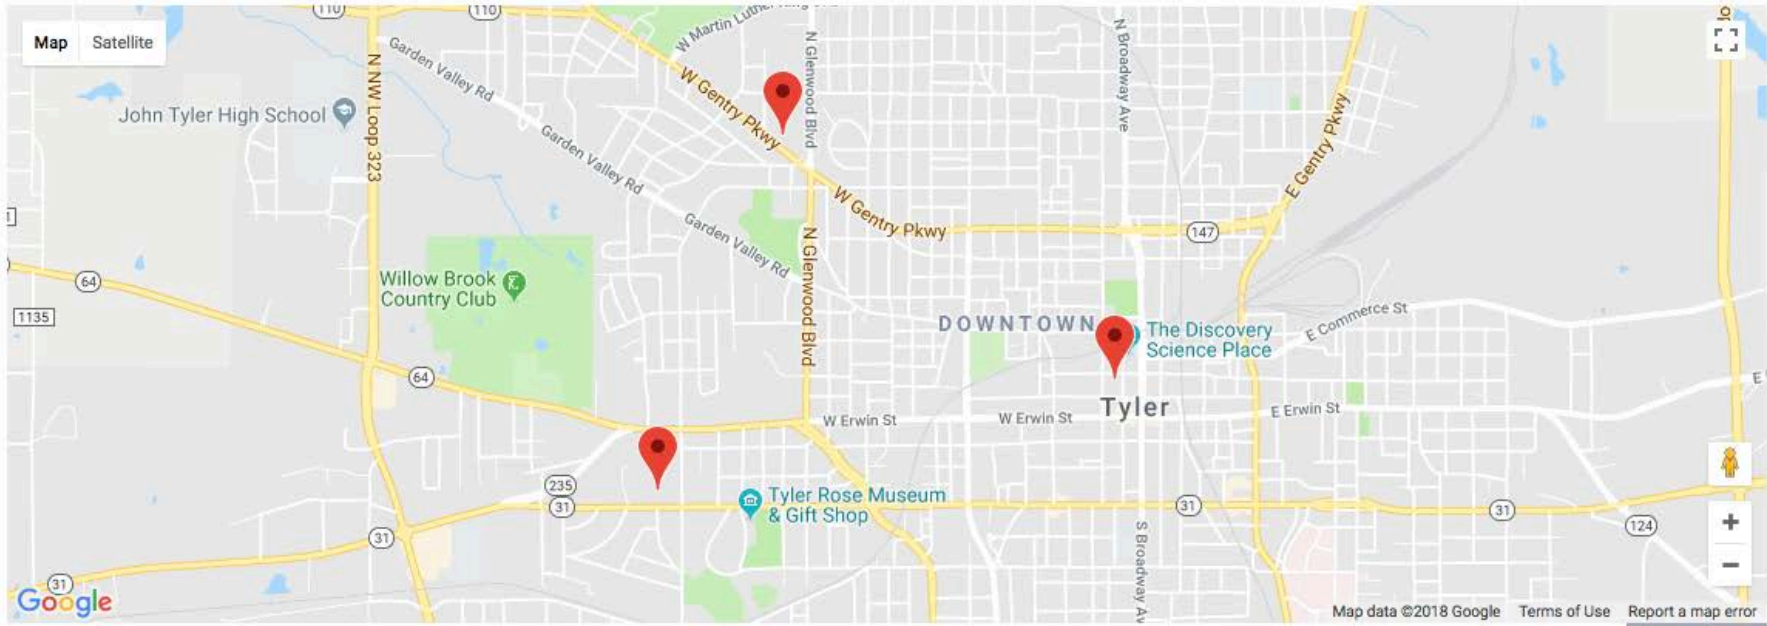 110
110
Map
Satellite
W Martin Luther King
N Glenwood Blvd
N Broadway Ave
Garden Valley Rd
W Gentry Pkwy
John Tyler High School
N NW Loop 323
Garden Valley Rd
E Gentry Pkwy
W Gentry Pkwy
Garden Valley Rd
147
64
Willow Brook
Country Club
N Glenwood Blvd
1135
DOWNTOWN
The Discovery
Science Place
E Commerce St
64
Tyler
W Erwin St
W Erwin St
E Erwin St
235
31
Tyler Rose Museum
& Gift Shop
31
31
124
31
S Broadway Av
31
Google
Map data ©2018 Google
Terms of Use
Report a map error